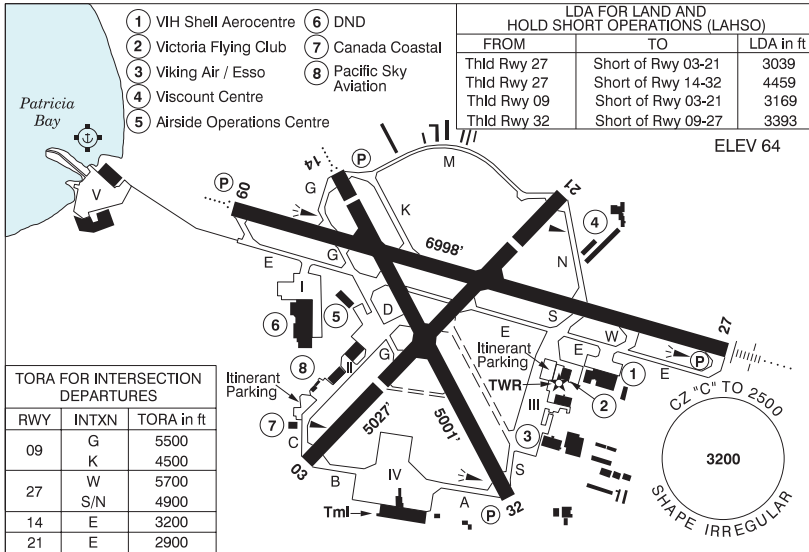 1 VIH Shell Aerocentre
2 Victoria Flying Club
3 Viking Air / Esso
4 Viscount Centre
5 Airside Operations Centre
6 DND
7 Canada Coastal
8 Pacific Sky
Aviation
LDA FOR LAND AND
HOLD SHORT OPERATIONS (LAHSO)
FROM TO LDA in ft
Thld Rwy 27 Short of Rwy 03-21 3039
Thld Rwy 27 Short of Rwy 14-32 4459
Thld Rwy 09 Short of Rwy 03-21 3169
Thld Rwy 32 Short of Rwy 09-27 3393
ELEV 64
Patricia
Bay
V
P
09
14
P
G
M
K
21
4
6998'
N
E
G
I
D
5
6
S
E
W
27
P
E
E
1
Itinerant
Parking
TWR
2
III
3
8
II
G
Itinerant
Parking
7
C
03
5027'
5001'
B
IV
A
S
32
P
Tml
CZ "C" TO 2500
3200
SHAPE IRREGULAR
TORA FOR INTERSECTION
DEPARTURES
RWY INTXN TORA in ft
09 G 5500
K 4500
27 W 5700
S/N 4900
14 E 3200
21 E 2900